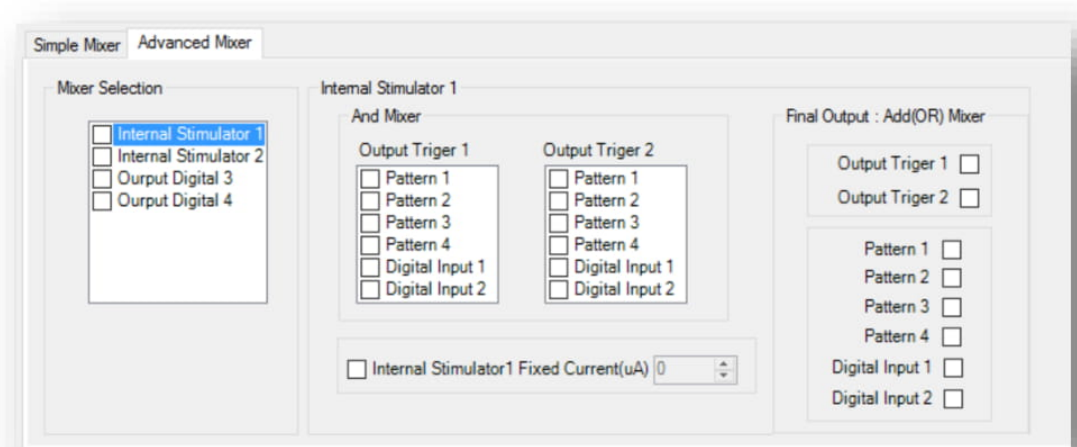 Simple Mixer
Advanced Mixer
Mixer Selection
Internal Stimulator 1
Internal Stimulator 2
Ourput Digital 3
Ourput Digital 4
Internal Stimulator 1
And Mixer
Output Triger 1
Pattern 1
Pattern 2
Pattern 3
Pattern 4
Digital Input 1
Digital Input 2
Output Triger 2
Pattern 1
Pattern 2
Pattern 3
Pattern 4
Digital Input 1
Digital Input 2
Internal Stimulator1 Fixed Current(uA) 0
Final Output : Add(OR) Mixer
Output Triger 1
Output Triger 2
Pattern 1
Pattern 2
Pattern 3
Pattern 4
Digital Input 1
Digital Input 2